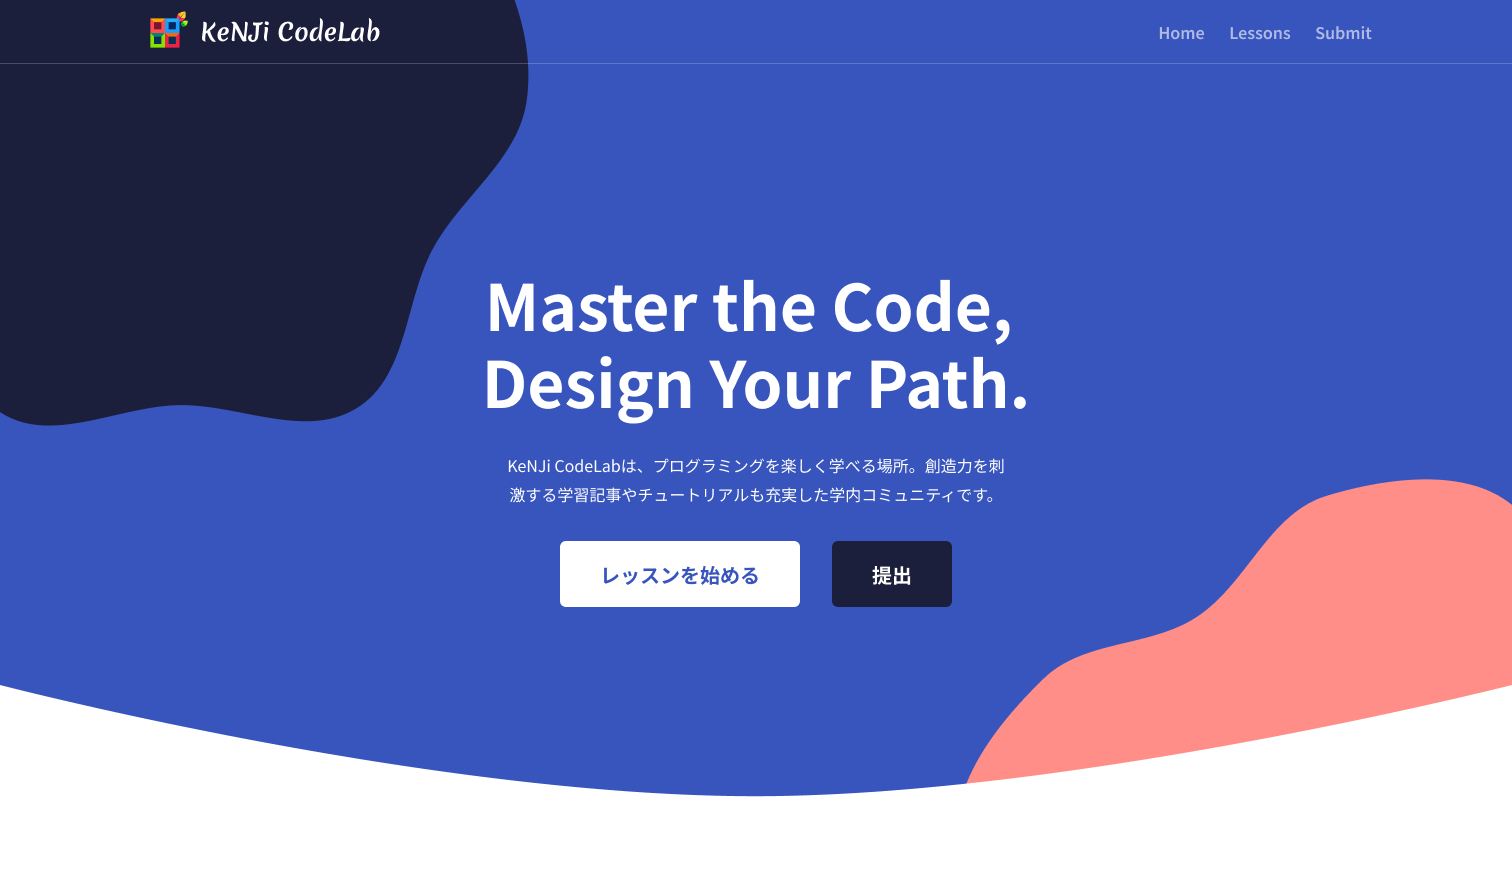 KeNJi CodeLab
Home Lessons Submit
Master the Code,
Design Your Path.
KeNJi CodeLabは、プログラミングを楽しく学べる場所。創造力を刺
激する学習記事やチュートリアルも充実した学内コミュニティです。
レッスンを始める
提出